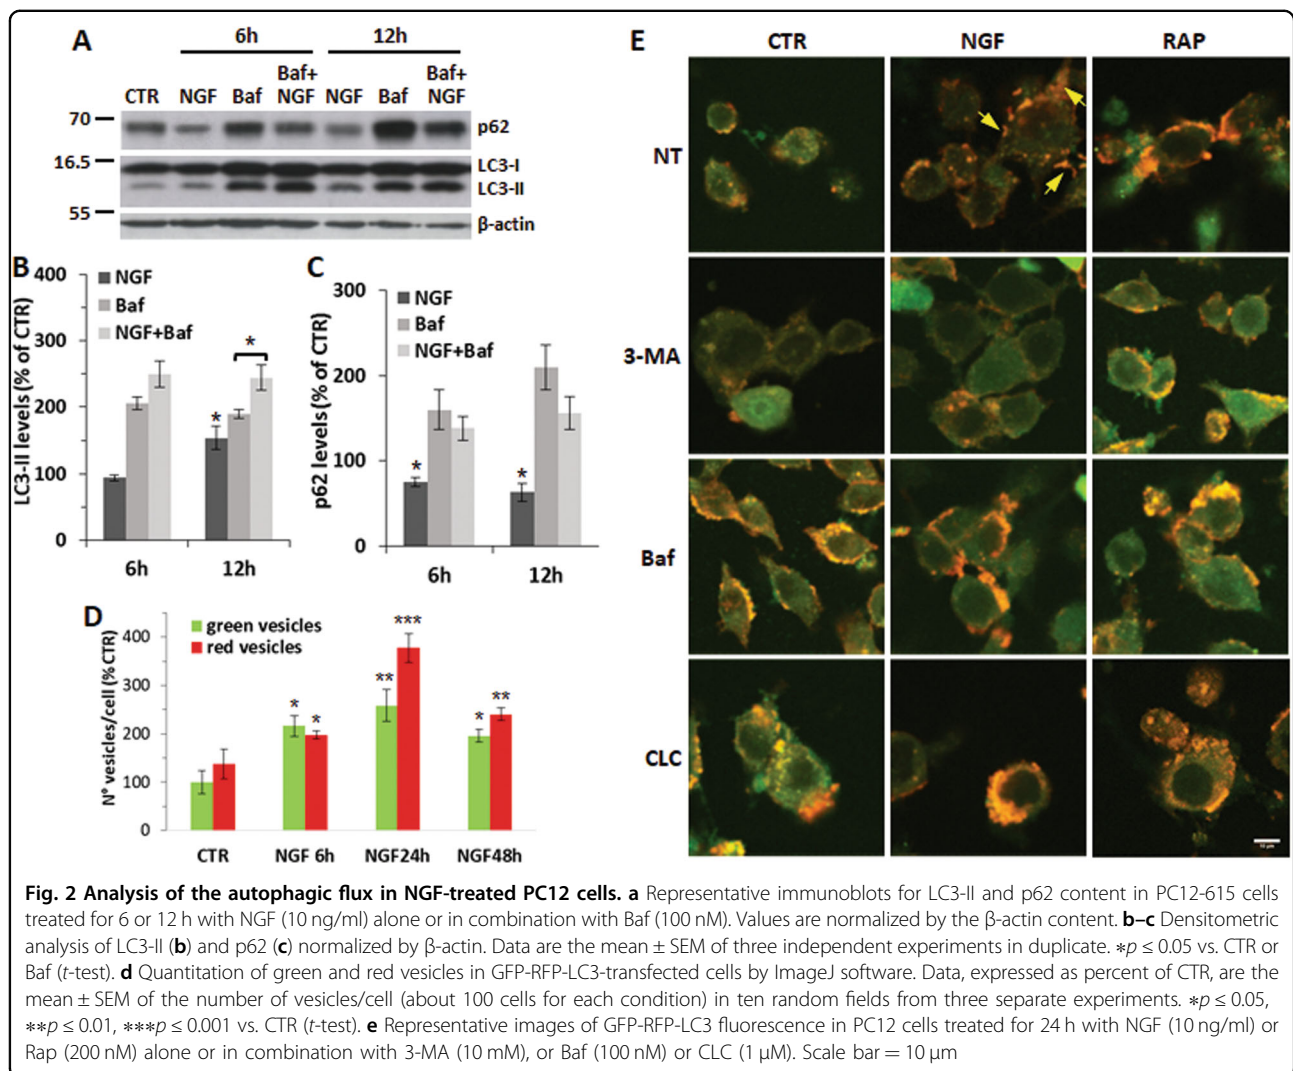 A
6h
12h
CTR NGF Baf Baf+ NGF NGF Baf Baf+ NGF
70
p62
16.5
LC3-I
LC3-II
55
β-actin
B
LC3-II levels (% of CTR)
400
300
200
100
0
NGF
Baf
NGF+Baf
*
*
6h 12h
C
p62 levels (% of CTR)
300
200
100
0
NGF
Baf
NGF+Baf
*
*
6h 12h
D
N° vesicles/cell (%CTR)
400
300
200
100
0
green vesicles
red vesicles
* * ** *** * **
CTR NGF 6h NGF24h NGF48h
E
CTR NGF RAP
NT
3-MA
Baf
CLC
10 µm
Fig. 2 Analysis of the autophagic flux in NGF-treated PC12 cells. a Representative immunoblots for LC3-II and p62 content in PC12-615 cells
treated for 6 or 12 h with NGF (10 ng/ml) alone or in combination with Baf (100 nM). Values are normalized by the β-actin content. b–c Densitometric
analysis of LC3-II (b) and p62 (c) normalized by β-actin. Data are the mean ± SEM of three independent experiments in duplicate. *p ≤ 0.05 vs. CTR or
Baf (t-test). d Quantitation of green and red vesicles in GFP-RFP-LC3-transfected cells by ImageJ software. Data, expressed as percent of CTR, are the
mean ± SEM of the number of vesicles/cell (about 100 cells for each condition) in ten random fields from three separate experiments. *p ≤ 0.05,
**p ≤ 0.01, ***p ≤ 0.001 vs. CTR (t-test). e Representative images of GFP-RFP-LC3 fluorescence in PC12 cells treated for 24 h with NGF (10 ng/ml) or
Rap (200 nM) alone or in combination with 3-MA (10 mM), or Baf (100 nM) or CLC (1 µM). Scale bar = 10 µm